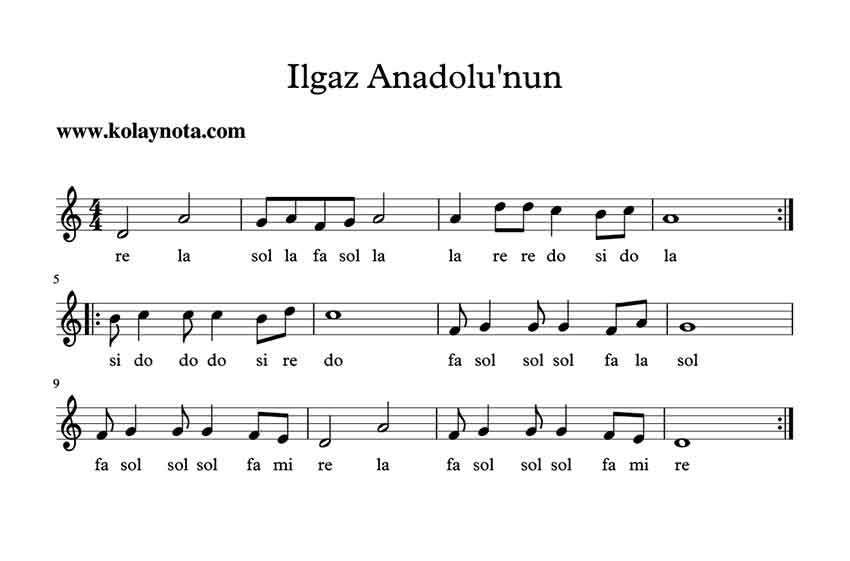 Ilgaz Anadolu'nun
www.kolaynota.com
4
4
re la sol la fa sol la la re re do si do la
5
si do do do si re do fa sol sol sol fa la sol
9
fa sol sol sol fa mi re la fa sol sol sol fa mi re